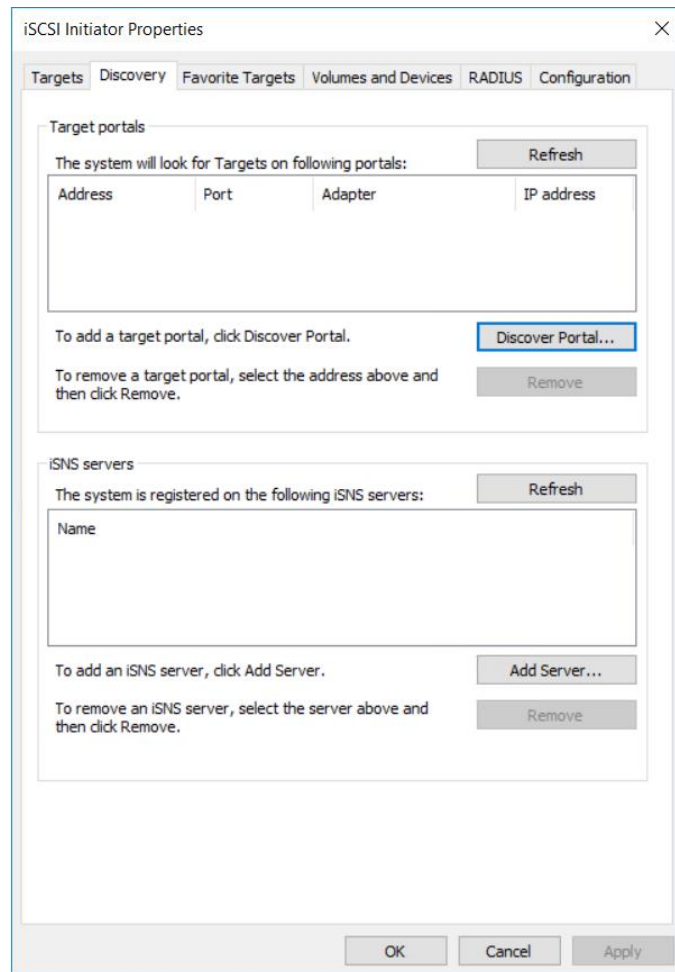 iSCSI Initiator Properties
Targets Discovery Favorite Targets Volumes and Devices RADIUS Configuration
Target portals
The system will look for Targets on following portals: Refresh
Address Port Adapter IP address
To add a target portal, click Discover Portal. Discover Portal...
To remove a target portal, select the address above and
then click Remove.
Remove
iSNS servers
The system is registered on the following iSNS servers: Refresh
Name
To add an iSNS server, click Add Server. Add Server...
To remove an iSNS server, select the server above and
then click Remove.
Remove
OK Cancel Apply